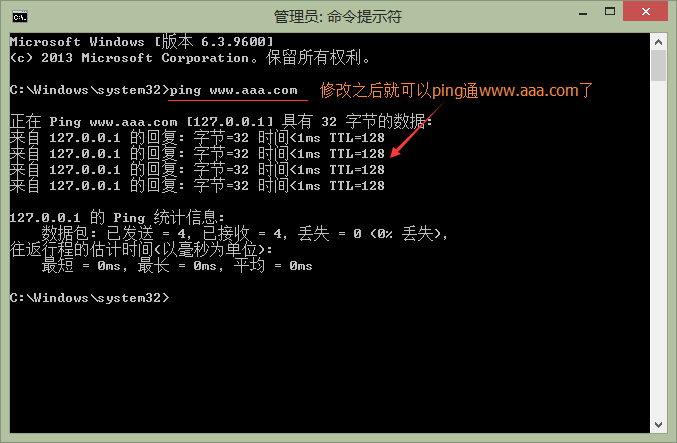 管理员: 命令提示符
Microsoft Windows [版本 6.3.9600]
(c) 2013 Microsoft Corporation。保留所有权利。
C:\Windows\system32>ping www.aaa.com 修改之后就可以ping通www.aaa.com了
正在 Ping www.aaa.com [127.0.0.1] 具有 32 字节的数据:
来自 127.0.0.1 的回复: 字节=32 时间<1ms TTL=128
来自 127.0.0.1 的回复: 字节=32 时间<1ms TTL=128
来自 127.0.0.1 的回复: 字节=32 时间<1ms TTL=128
来自 127.0.0.1 的回复: 字节=32 时间<1ms TTL=128
127.0.0.1 的 Ping 统计信息:
数据包: 已发送 = 4, 已接收 = 4, 丢失 = 0 (0% 丢失),
往返行程的估计时间(以毫秒为单位):
最短 = 0ms, 最长 = 0ms, 平均 = 0ms
C:\Windows\system32>